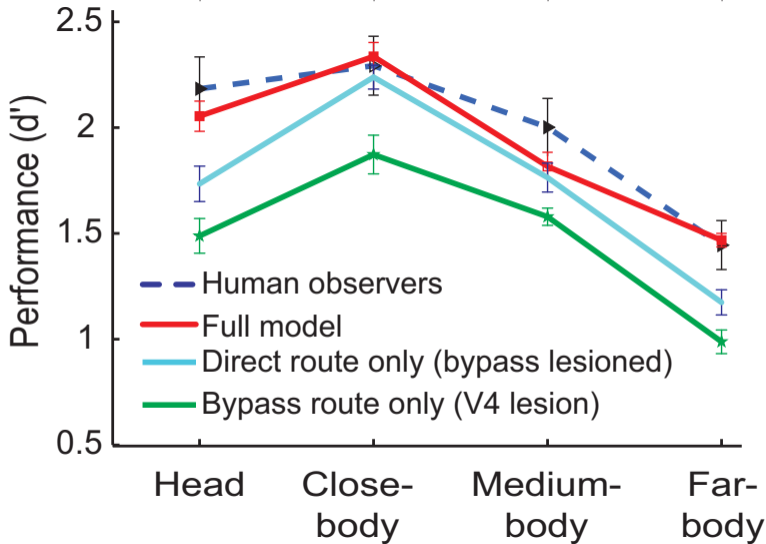 2.5
2
1.5
1
0.5
Performance (d')
Human observers
Full model
Direct route only (bypass lesioned)
Bypass route only (V4 lesion)
Head
Close-
body
Medium-
body
Far-
body